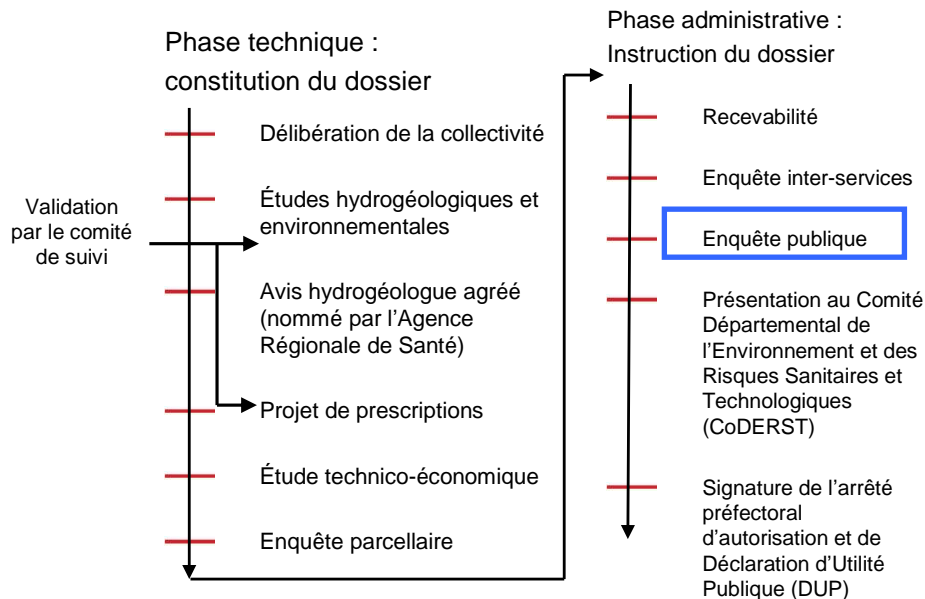 Phase technique :
constitution du dossier
Délibération de la collectivité
Études hydrogéologiques et
environnementales
Validation
par le comité
de suivi
Avis hydrogéologue agréé
(nommé par l'Agence
Régionale de Santé)
Projet de prescriptions
Étude technico-économique
Enquête parcellaire
Phase administrative :
Instruction du dossier
Recevabilité
Enquête inter-services
Enquête publique
Présentation au Comité
Départemental de
l'Environnement et des
Risques Sanitaires et
Technologiques
(CoDERST)
Signature de l'arrêté
préfectoral
d'autorisation et de
Déclaration d'Utilité
Publique (DUP)